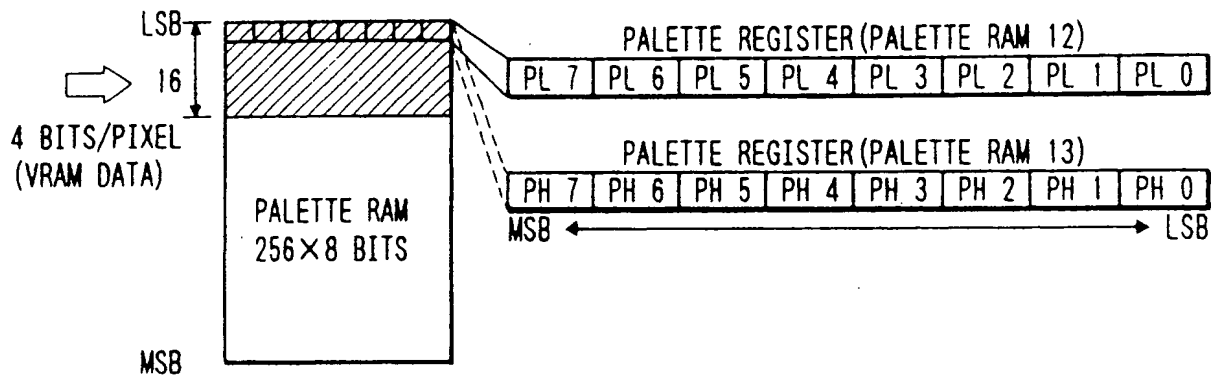 LSB
16
4 BITS/PIXEL
(VRAM DATA)
PALETTE RAM
256×8 BITS
MSB
PALETTE REGISTER(PALETTE RAM 12)
PL 7 PL 6 PL 5 PL 4 PL 3 PL 2 PL 1 PL 0
PALETTE REGISTER(PALETTE RAM 13)
PH 7 PH 6 PH 5 PH 4 PH 3 PH 2 PH 1 PH 0
MSB LSB